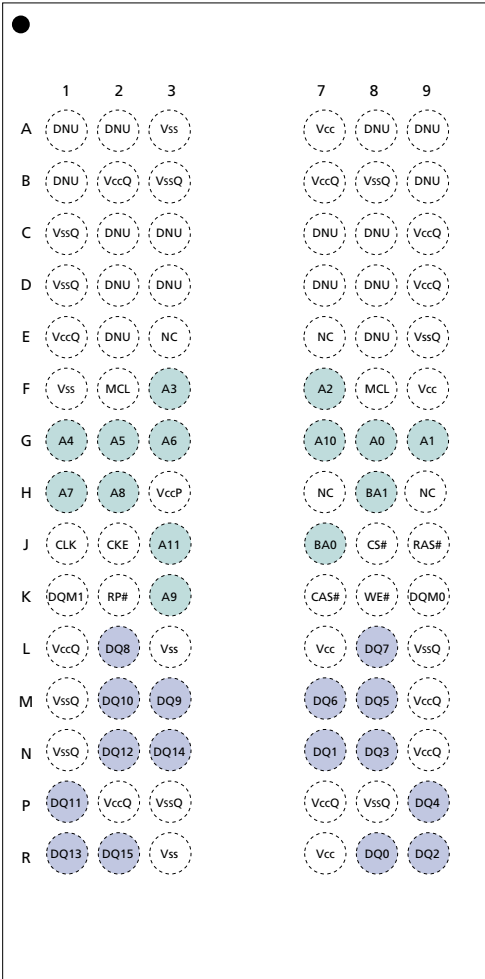 1 2 3 7 8 9
A DNU DNU Vss Vcc DNU DNU
B DNU VccQ VssQ VccQ VssQ DNU
C VssQ DNU DNU DNU DNU VccQ
D VssQ DNU DNU DNU DNU VccQ
E VccQ DNU NC NC DNU VssQ
F Vss MCL A3 A2 MCL Vcc
G A4 A5 A6 A10 A0 A1
H A7 A8 VccP NC BA1 NC
J CLK CKE A11 BA0 CS# RAS#
K DQM1 RP# A9 CAS# WE# DQM0
L VccQ DQ8 Vss Vcc DQ7 VssQ
M VssQ DQ10 DQ9 DQ6 DQ5 VccQ
N VssQ DQ12 DQ14 DQ1 DQ3 VccQ
P DQ11 VccQ VssQ VccQ VssQ DQ4
R DQ13 DQ15 Vss Vcc DQ0 DQ2